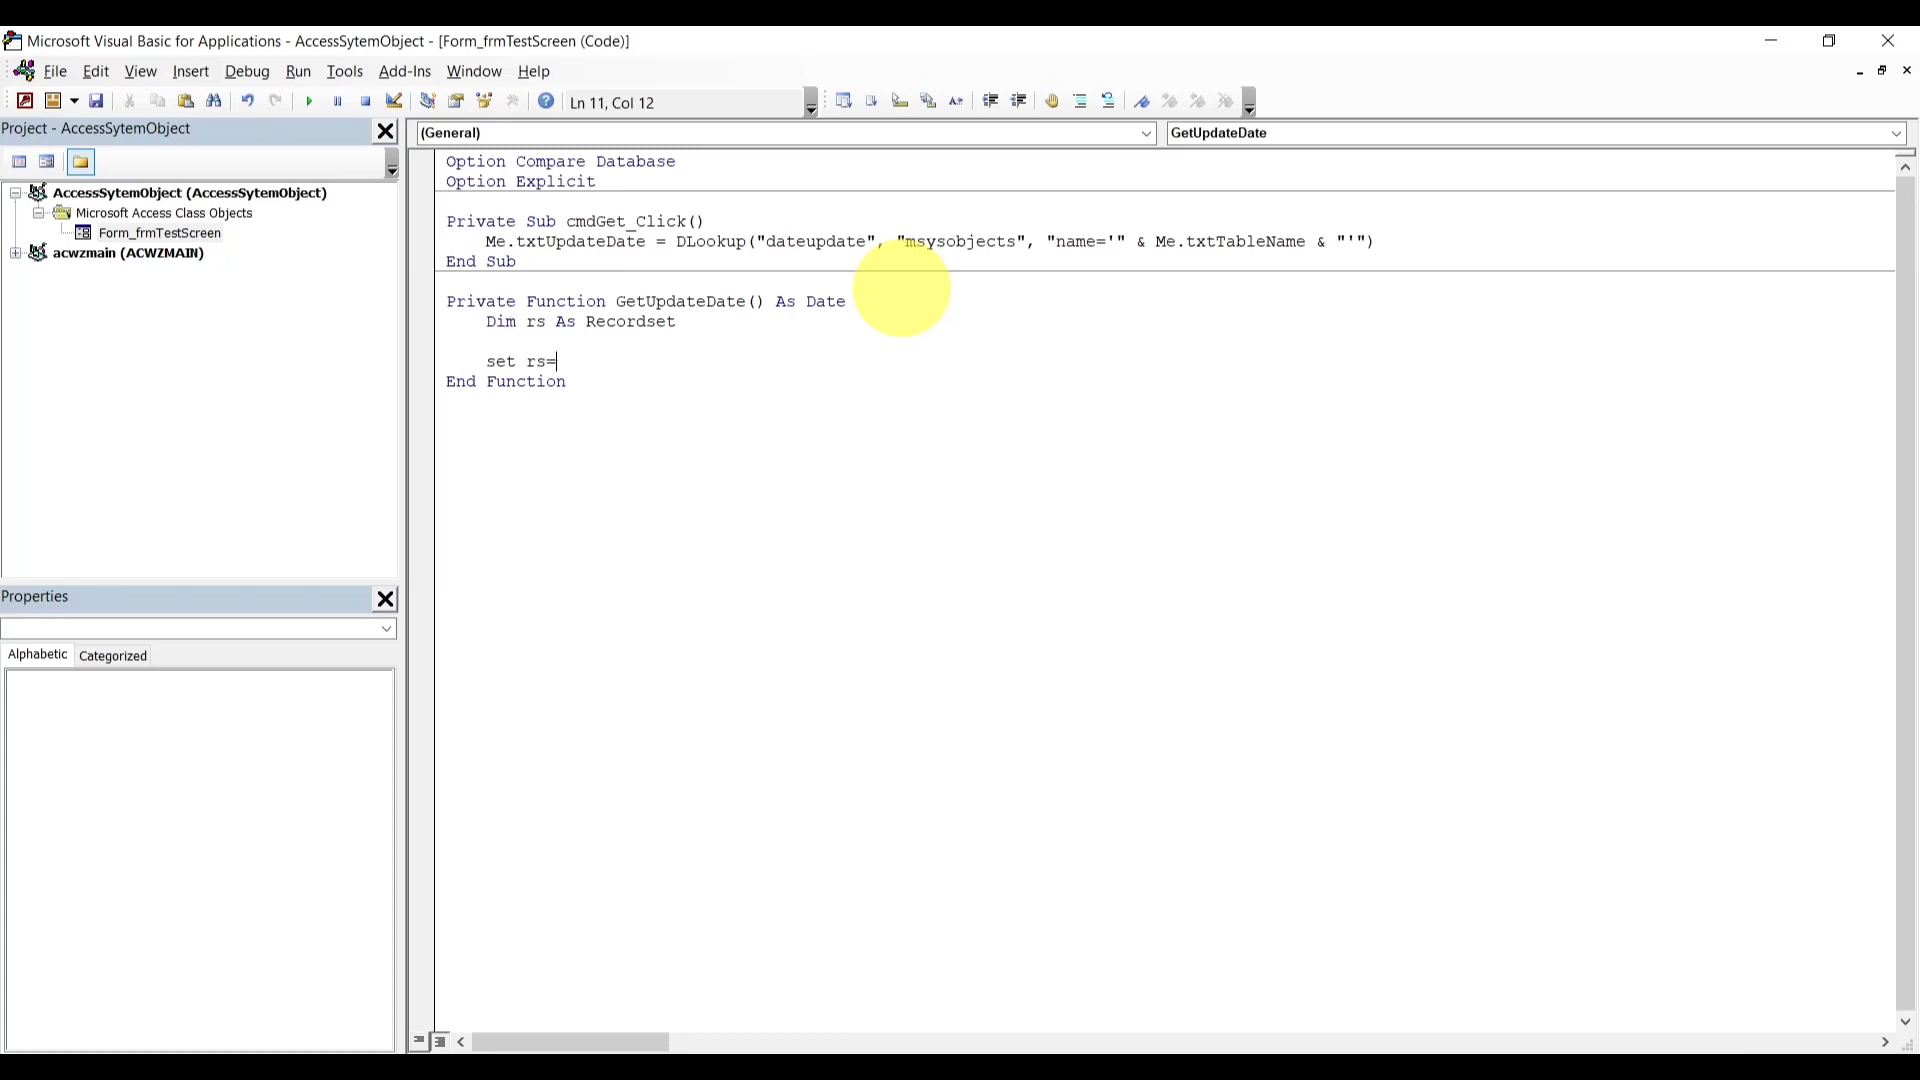 Microsoft Visual Basic for Applications - AccessSytemObject - [Form_frmTestScreen (Code)]
File Edit View Insert Debug Run Tools Add-Ins Window Help
Ln 11, Col 12
Project - AccessSytemObject
(General)
GetUpdateDate
AccessSytemObject (AccessSytemObject)
Microsoft Access Class Objects
Form_frmTestScreen
acwzmain (ACWZMAIN)
Properties
Alphabetic Categorized
Option Compare Database
Option Explicit
Private Sub cmdGet_Click()
Me.txtUpdateDate = DLookup("dateupdate", "msysobjects", "name='" & Me.txtTableName & "'")
End Sub
Private Function GetUpdateDate() As Date
Dim rs As Recordset
set rs=
End Function